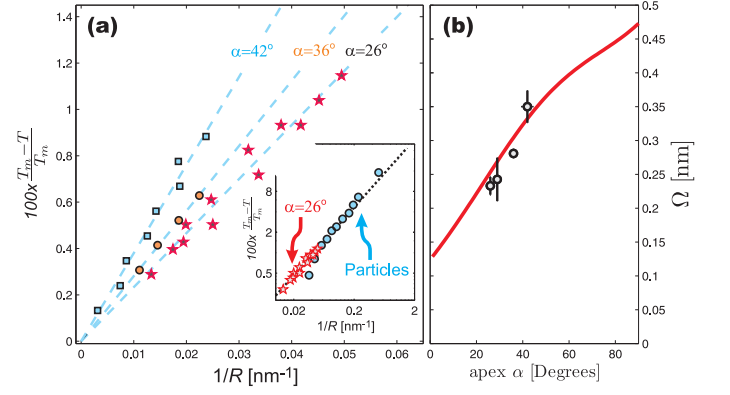 (a)
α=42°
α=36°
α=26°
1.4
1.2
1
0.8
0.6
0.4
0.2
0
100x (T_m − T)/T_m
0
0.01
0.02
0.03
0.04
0.05
0.06
1/R [nm⁻¹]
α=26°
Particles
8
2
0.5
100x (T_m − T)/T_m
0.02
0.2
2
1/R [nm⁻¹]
(b)
0.5
0.45
0.4
0.35
0.3
0.25
0.2
0.15
0.1
0.05
0
Ω [nm]
0
20
40
60
80
apex α [Degrees]